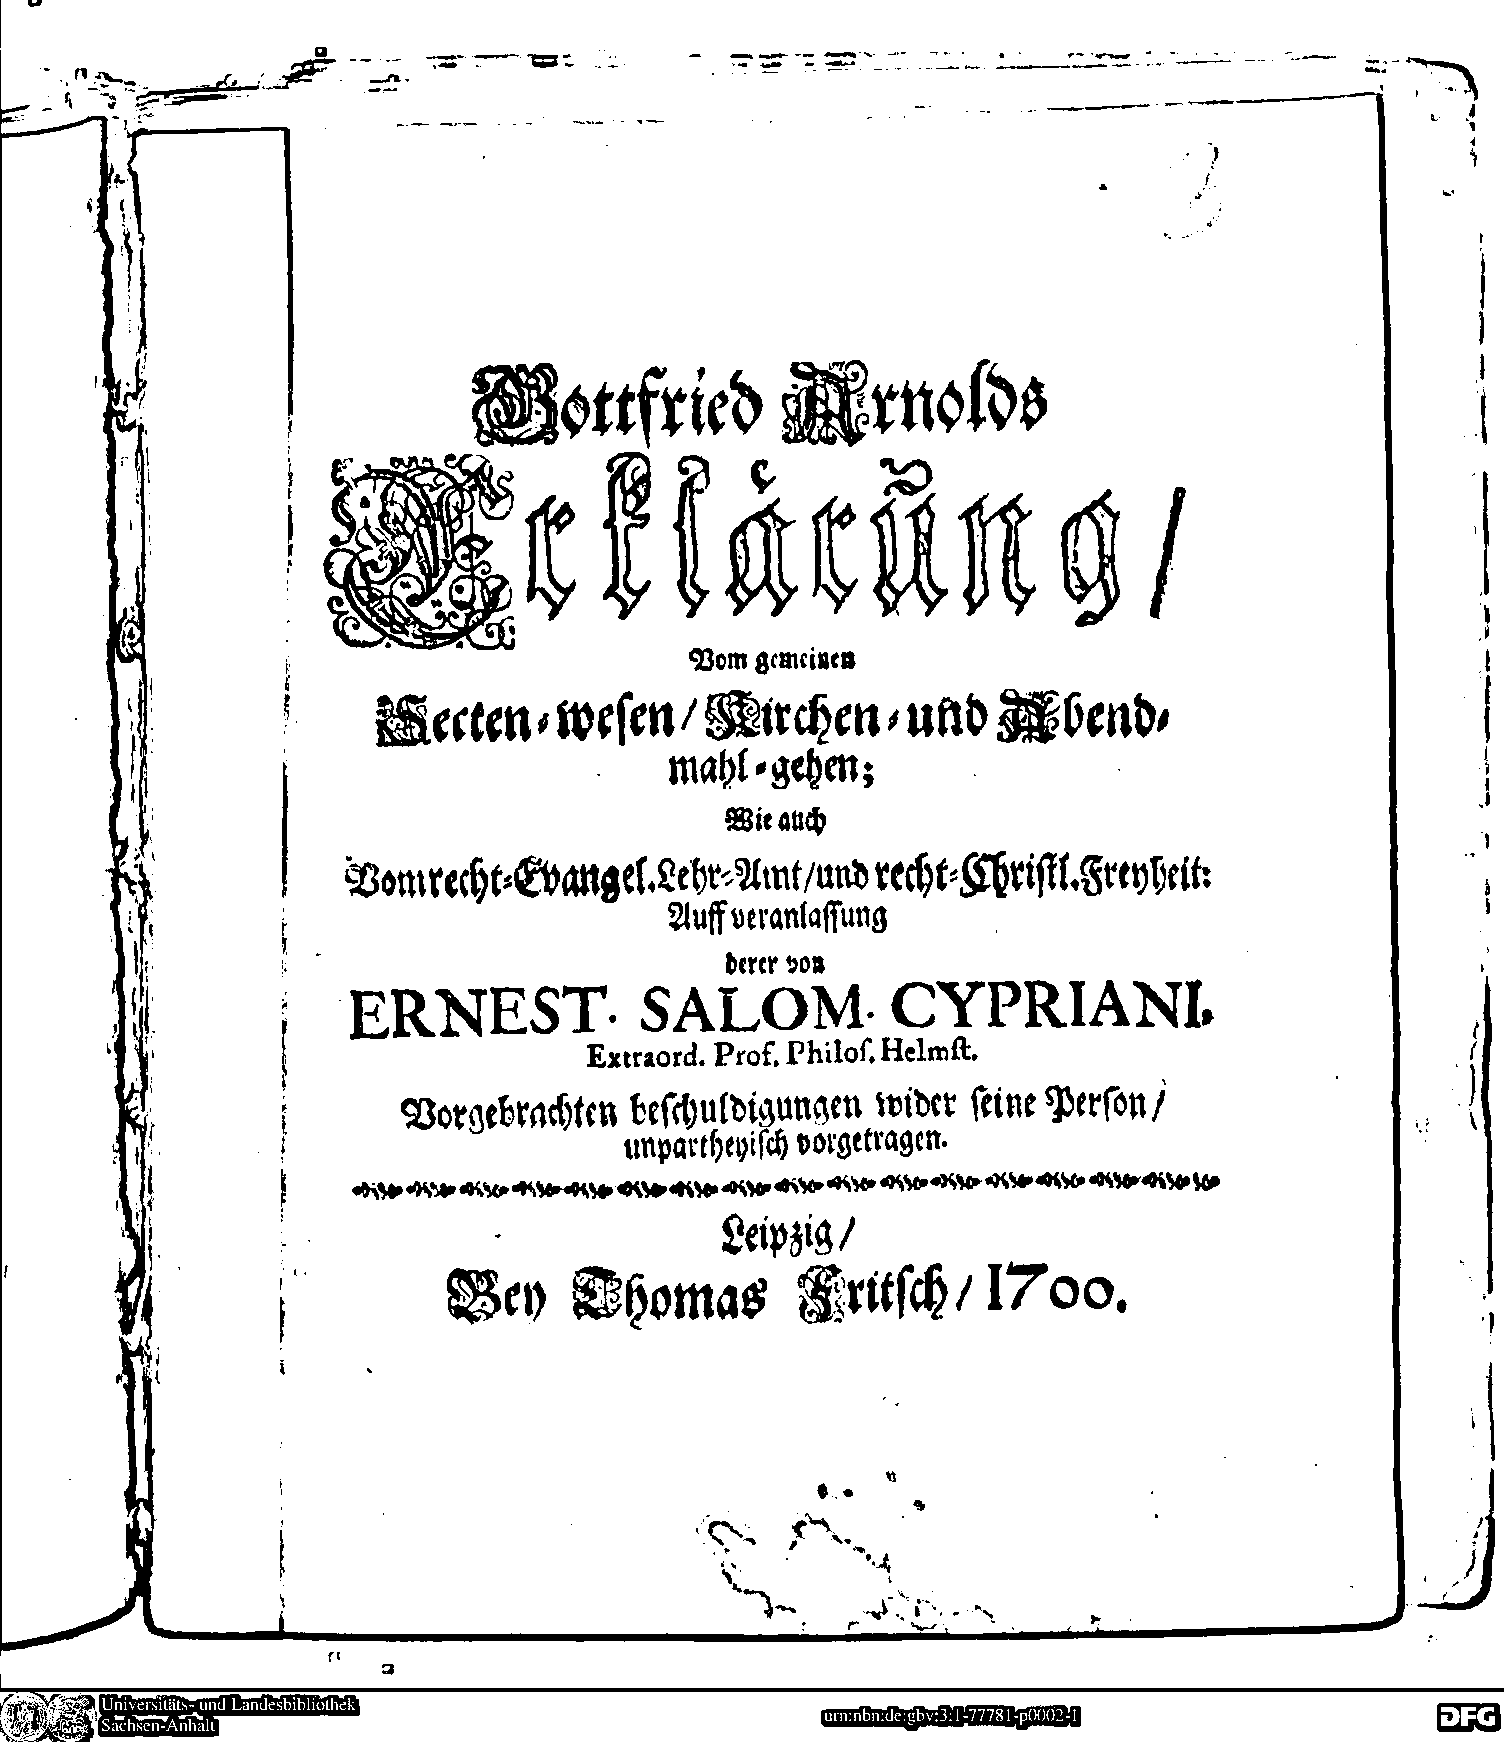 Gottfried Arnolds
Erklaͤrŭng/
Vom gemeinen
Secten-wesen/ Kirchen-und Abend-
mahl-gehen;
Wie auch
Vom recht-Evangel. Lehr-Amt/und recht-Christl. Freyheit:
Auff veranlaſſung
derer von
ERNEST. SALOM. CYPRIANI,
Extraord. Prof. Philoſ. Helmſt.
Vorgebrachten beſchuldigungen wider ſeine Perſon/
unpartheyiſch vorgetragen.
Leipzig/
Bey Thomas Fritſch/ 1700.
Universitäts- und Landesbibliothek
Sachsen-Anhalt
urn:nbn:de:gbv:3:1-77781-p0002-1
DFG